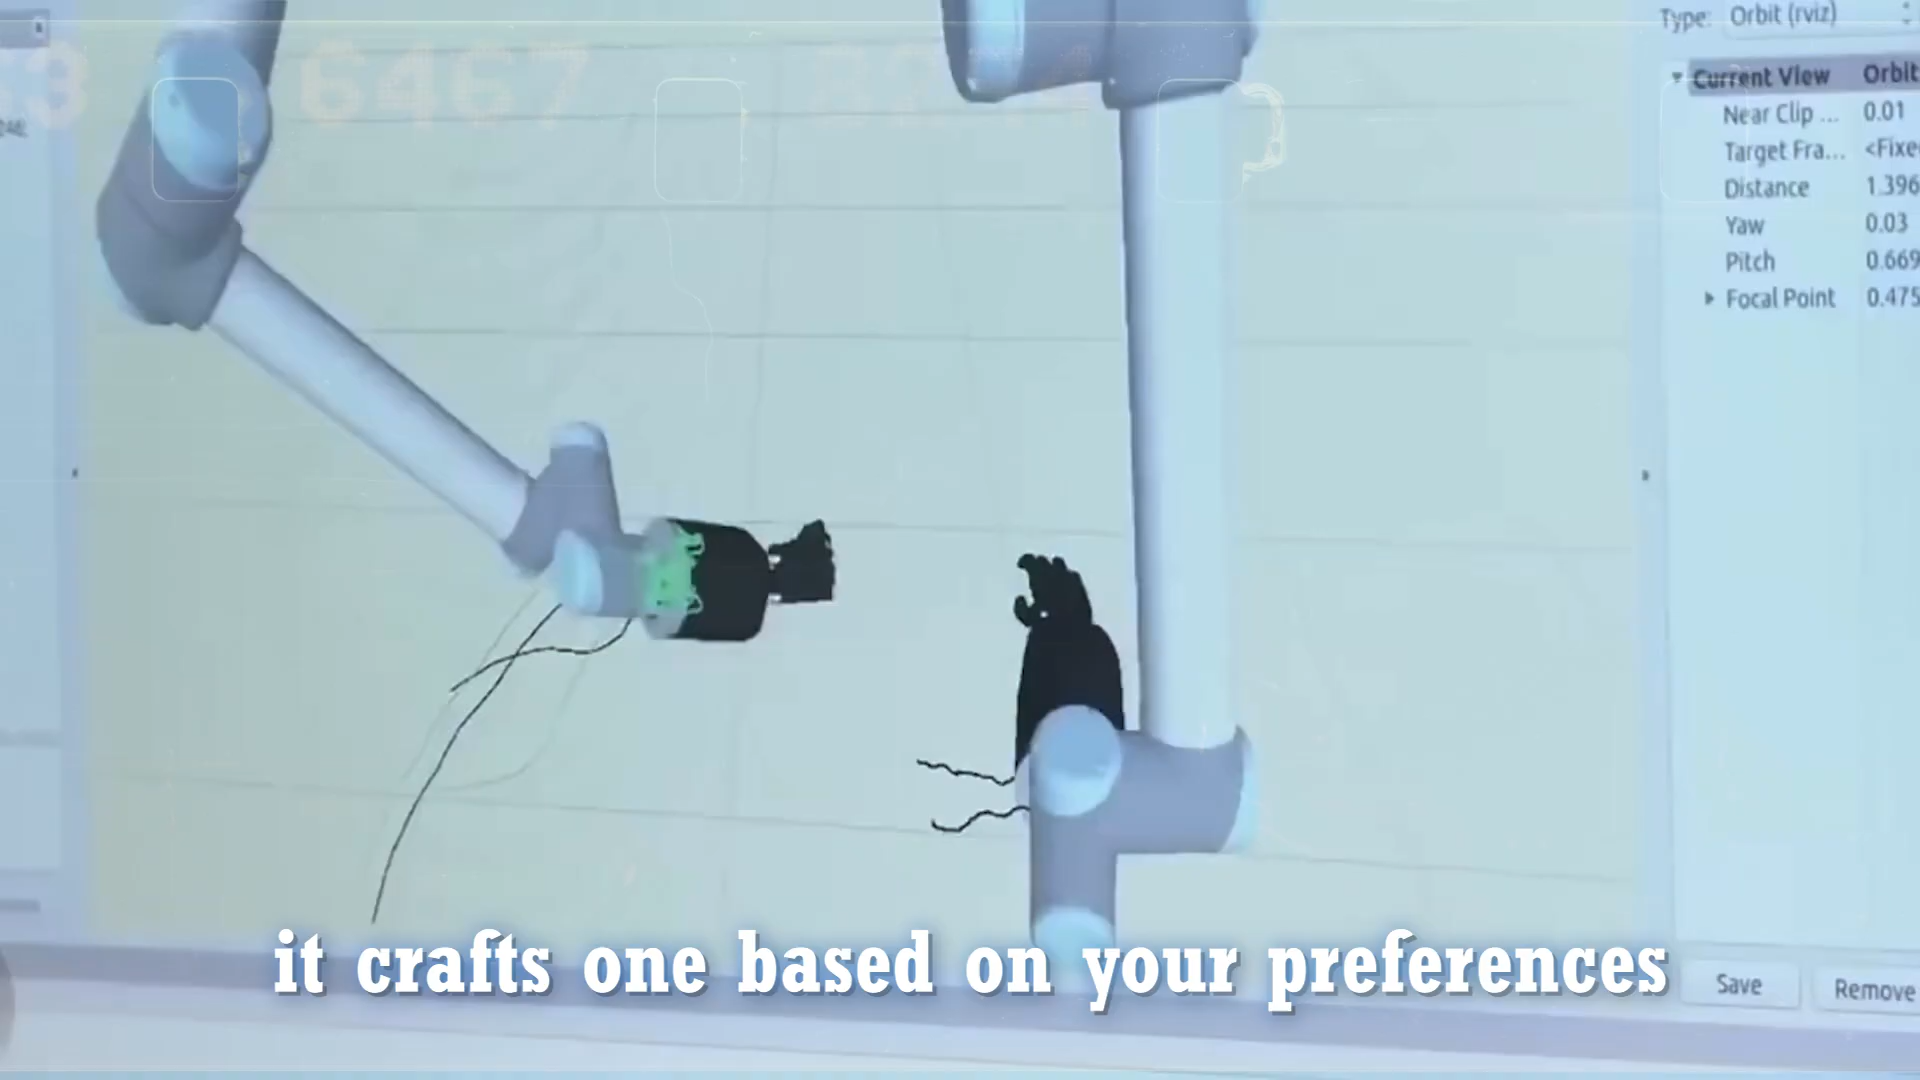 Type: Orbit (rviz)
Current View Orbit
Near Clip ... 0.01
Target Fra... <Fixe
Distance 1.396
Yaw 0.03
Pitch 0.669
Focal Point 0.475
6467
it crafts one based on your preferences
Save Remove